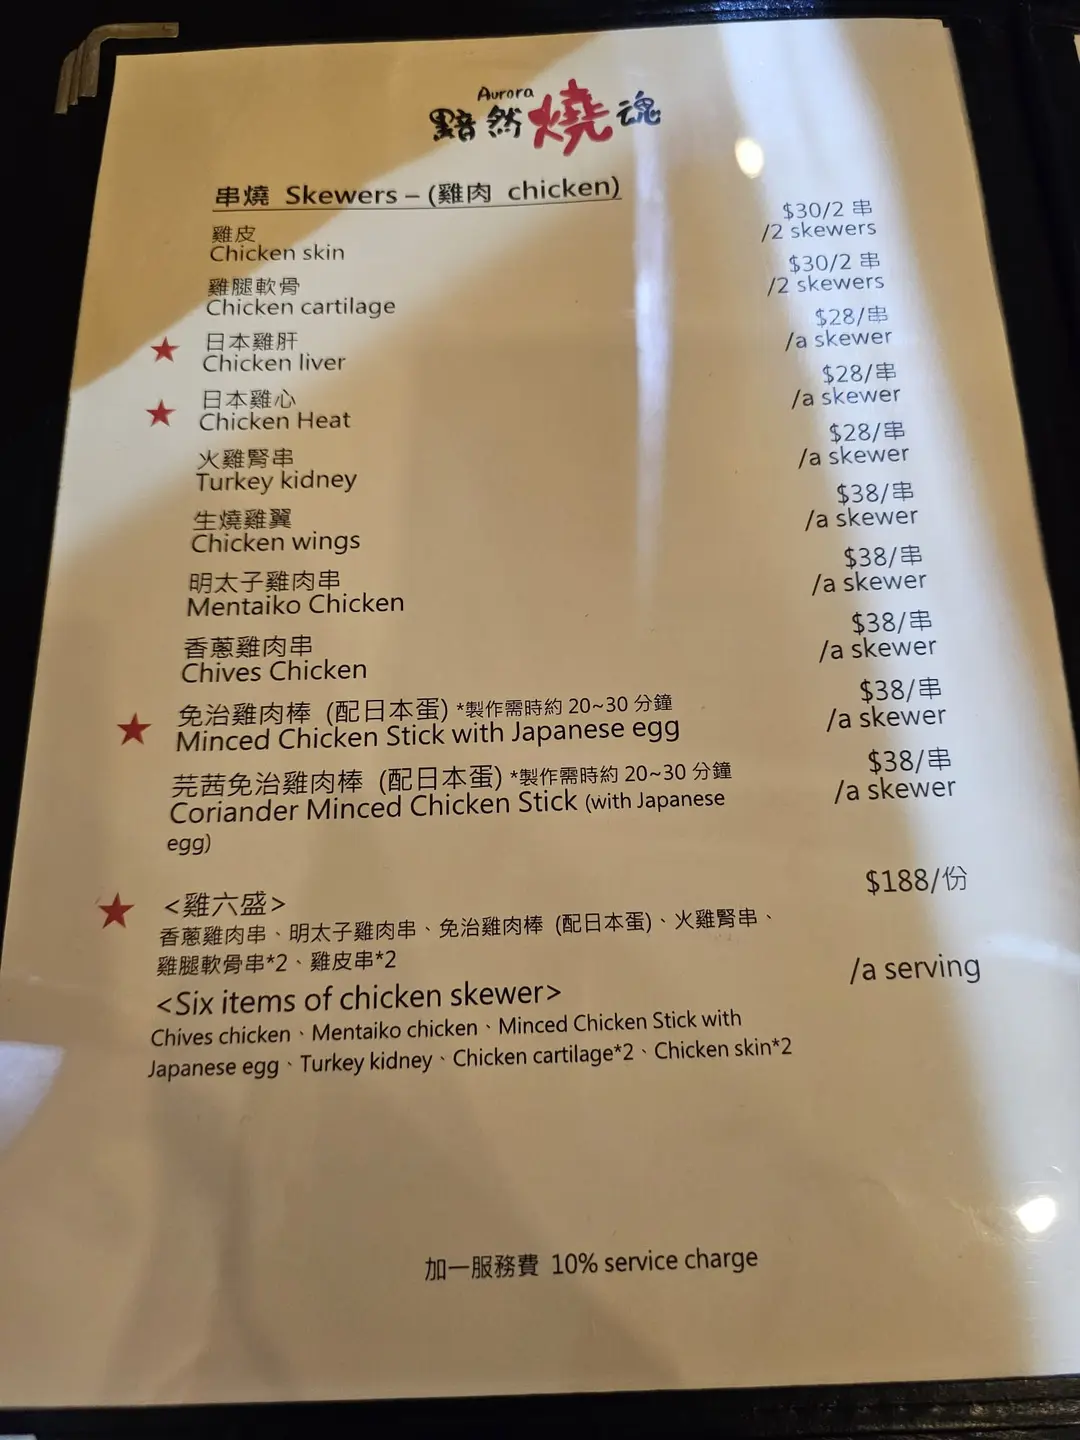 Aurora
黯然燒魂
串燒 Skewers – (雞肉 chicken)
雞皮 $30/2 串
Chicken skin /2 skewers
雞腿軟骨 $30/2 串
Chicken cartilage /2 skewers
日本雞肝 $28/串
Chicken liver /a skewer
日本雞心 $28/串
Chicken Heat /a skewer
火雞腎串 $28/串
Turkey kidney /a skewer
生燒雞翼 $38/串
Chicken wings /a skewer
明太子雞肉串 $38/串
Mentaiko Chicken /a skewer
香蔥雞肉串 $38/串
Chives Chicken /a skewer
免治雞肉棒 (配日本蛋) *製作需時約 20~30 分鐘 $38/串
Minced Chicken Stick with Japanese egg /a skewer
芫茜免治雞肉棒 (配日本蛋) *製作需時約 20~30 分鐘 $38/串
Coriander Minced Chicken Stick (with Japanese /a skewer
egg)
<雞六盛> $188/份
香蔥雞肉串、明太子雞肉串、免治雞肉棒 (配日本蛋)、火雞腎串、
雞腿軟骨串*2、雞皮串*2
<Six items of chicken skewer> /a serving
Chives chicken、Mentaiko chicken、Minced Chicken Stick with
Japanese egg、Turkey kidney、Chicken cartilage*2、Chicken skin*2
加一服務費 10% service charge